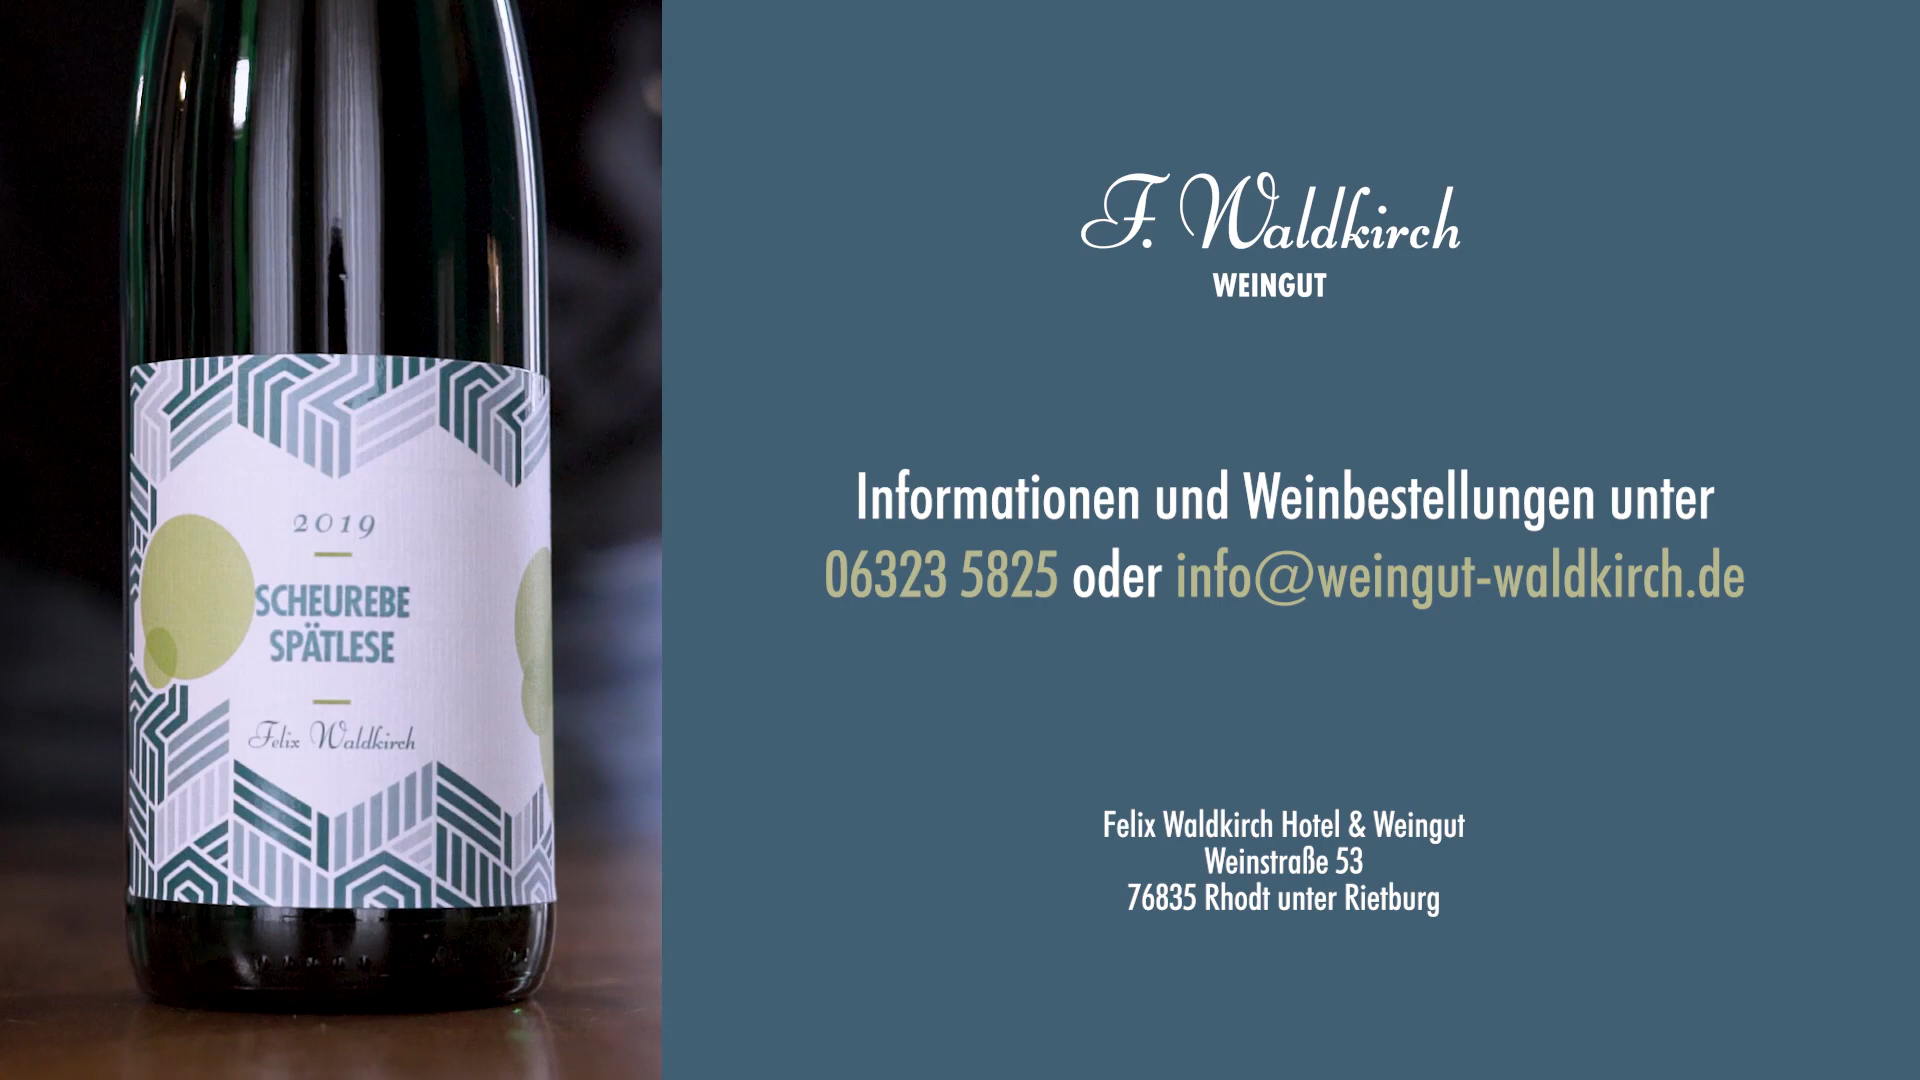 2019
SCHEUREBE
SPÄTLESE
Felix Waldkirch
F. Waldkirch
WEINGUT
Informationen und Weinbestellungen unter
06323 5825 oder info@weingut-waldkirch.de
Felix Waldkirch Hotel & Weingut
Weinstraße 53
76835 Rhodt unter Rietburg